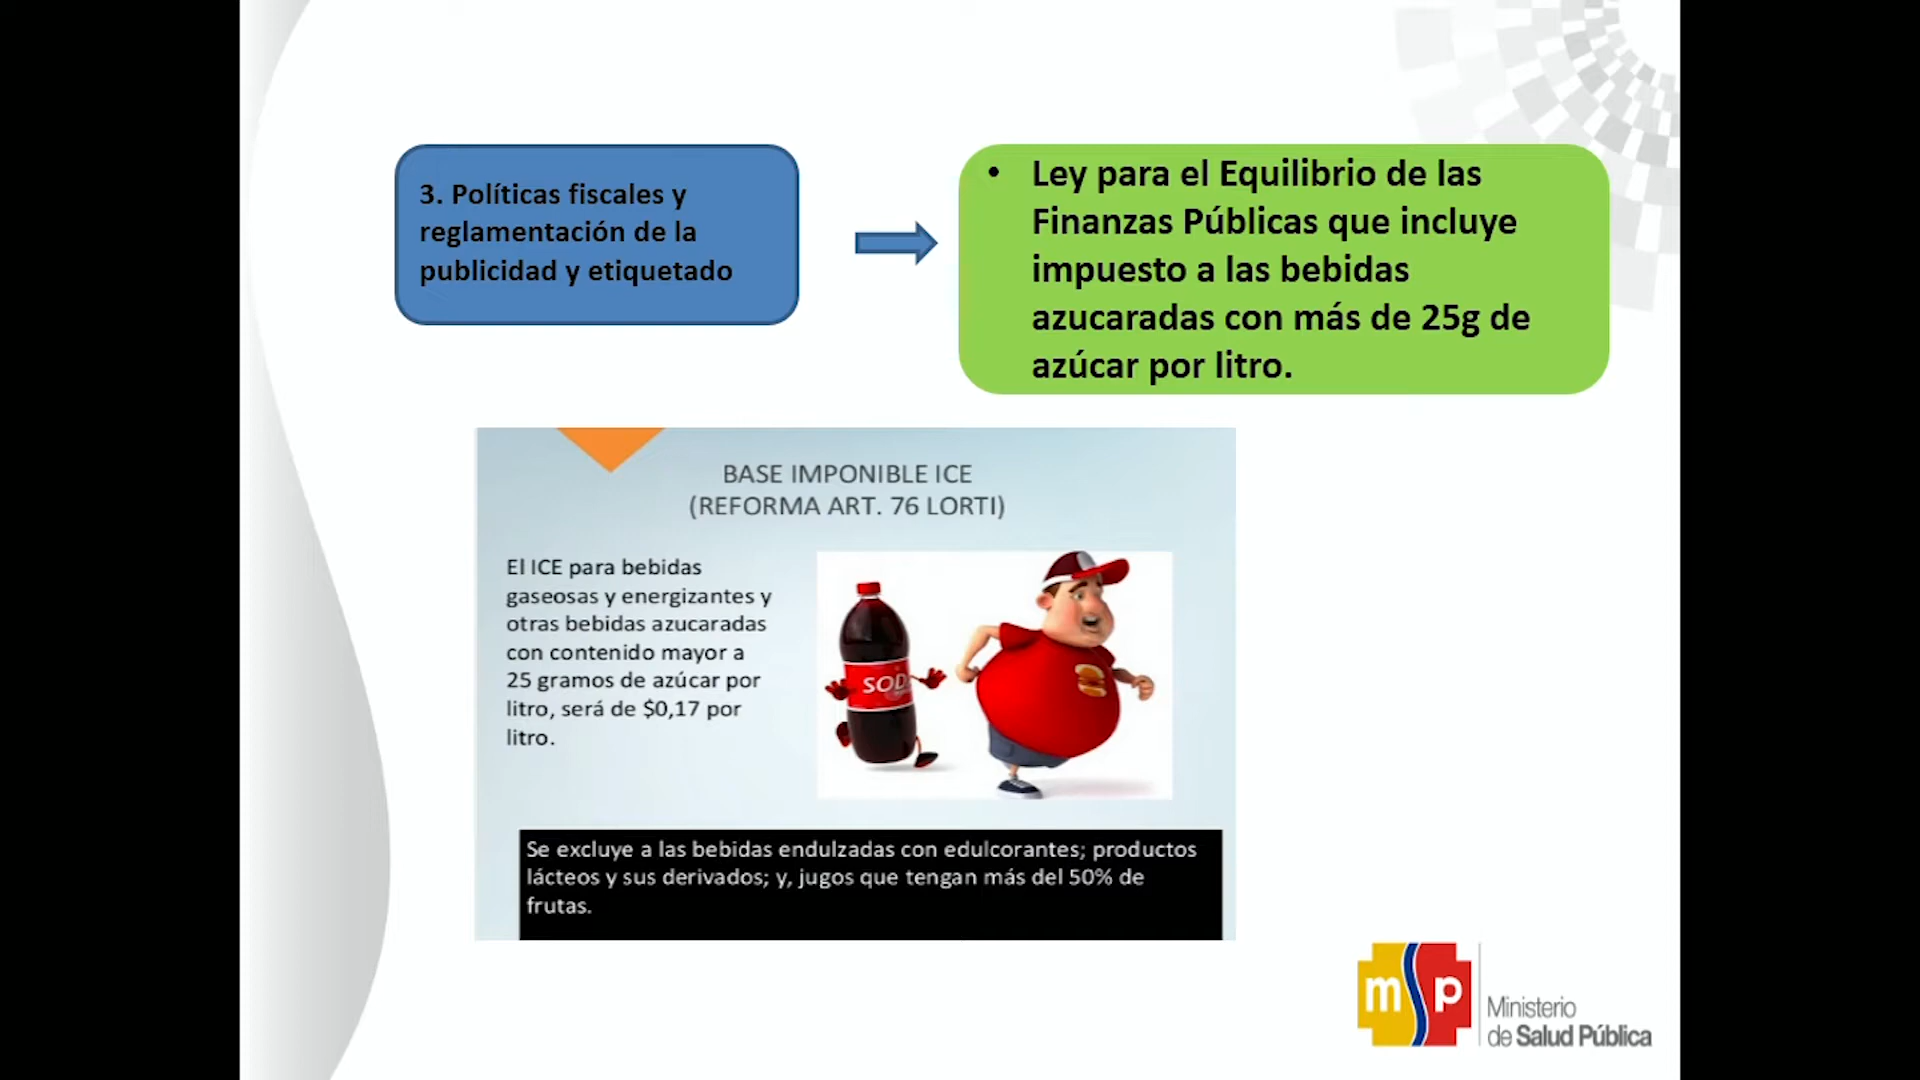 3. Políticas fiscales y
reglamentación de la
publicidad y etiquetado
• Ley para el Equilibrio de las
Finanzas Públicas que incluye
impuesto a las bebidas
azucaradas con más de 25g de
azúcar por litro.
BASE IMPONIBLE ICE
(REFORMA ART. 76 LORTI)
El ICE para bebidas
gaseosas y energizantes y
otras bebidas azucaradas
con contenido mayor a
25 gramos de azúcar por
litro, será de $0,17 por
litro.
SODA
Se excluye a las bebidas endulzadas con edulcorantes; productos
lácteos y sus derivados; y, jugos que tengan más del 50% de
frutas.
msp
Ministerio
de Salud Pública